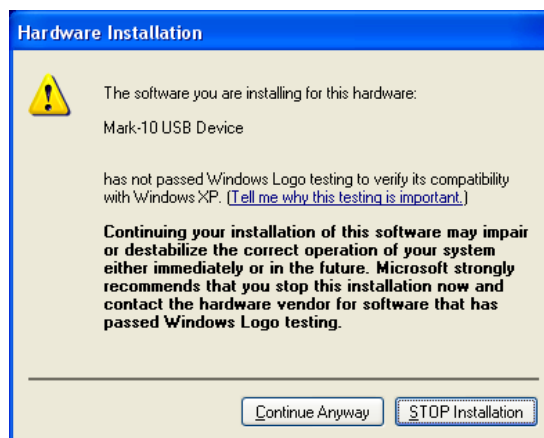 Hardware Installation
The software you are installing for this hardware:
Mark-10 USB Device
has not passed Windows Logo testing to verify its compatibility
with Windows XP. (Tell me why this testing is important.)
Continuing your installation of this software may impair
or destabilize the correct operation of your system
either immediately or in the future. Microsoft strongly
recommends that you stop this installation now and
contact the hardware vendor for software that has
passed Windows Logo testing.
Continue Anyway
STOP Installation